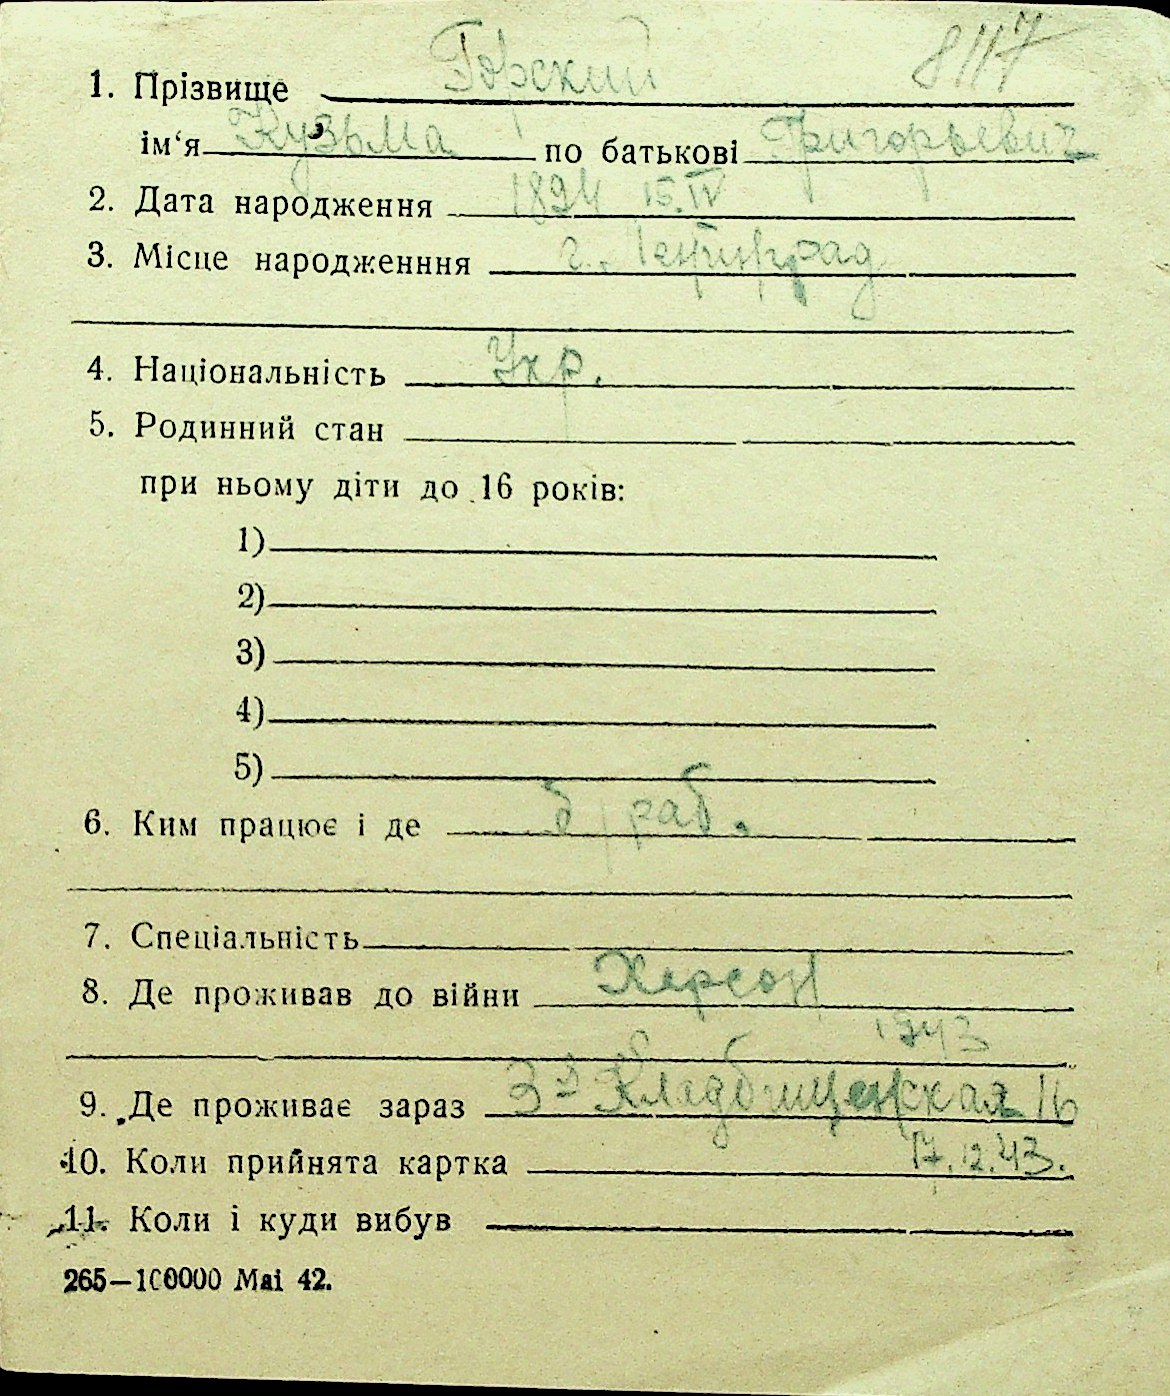 8117
1. Прізвище Горский
ім‘я Кузьма по батькові Григорьевич
2. Дата народження 1894 15.IV
3. Місце народженння г. Ленинград
4. Національність Укр.
5. Родинний стан
при ньому діти до 16 років:
1)
2)
3)
4)
5)
6. Ким працює і де б/раб.
7. Спеціальність
8. Де проживав до війни Херсон
1943
9. Де проживає зараз 3я Кладбищенская 16
10. Коли прийнята картка 17.12.43.
11. Коли і куди вибув
265—100000 Mai 42.